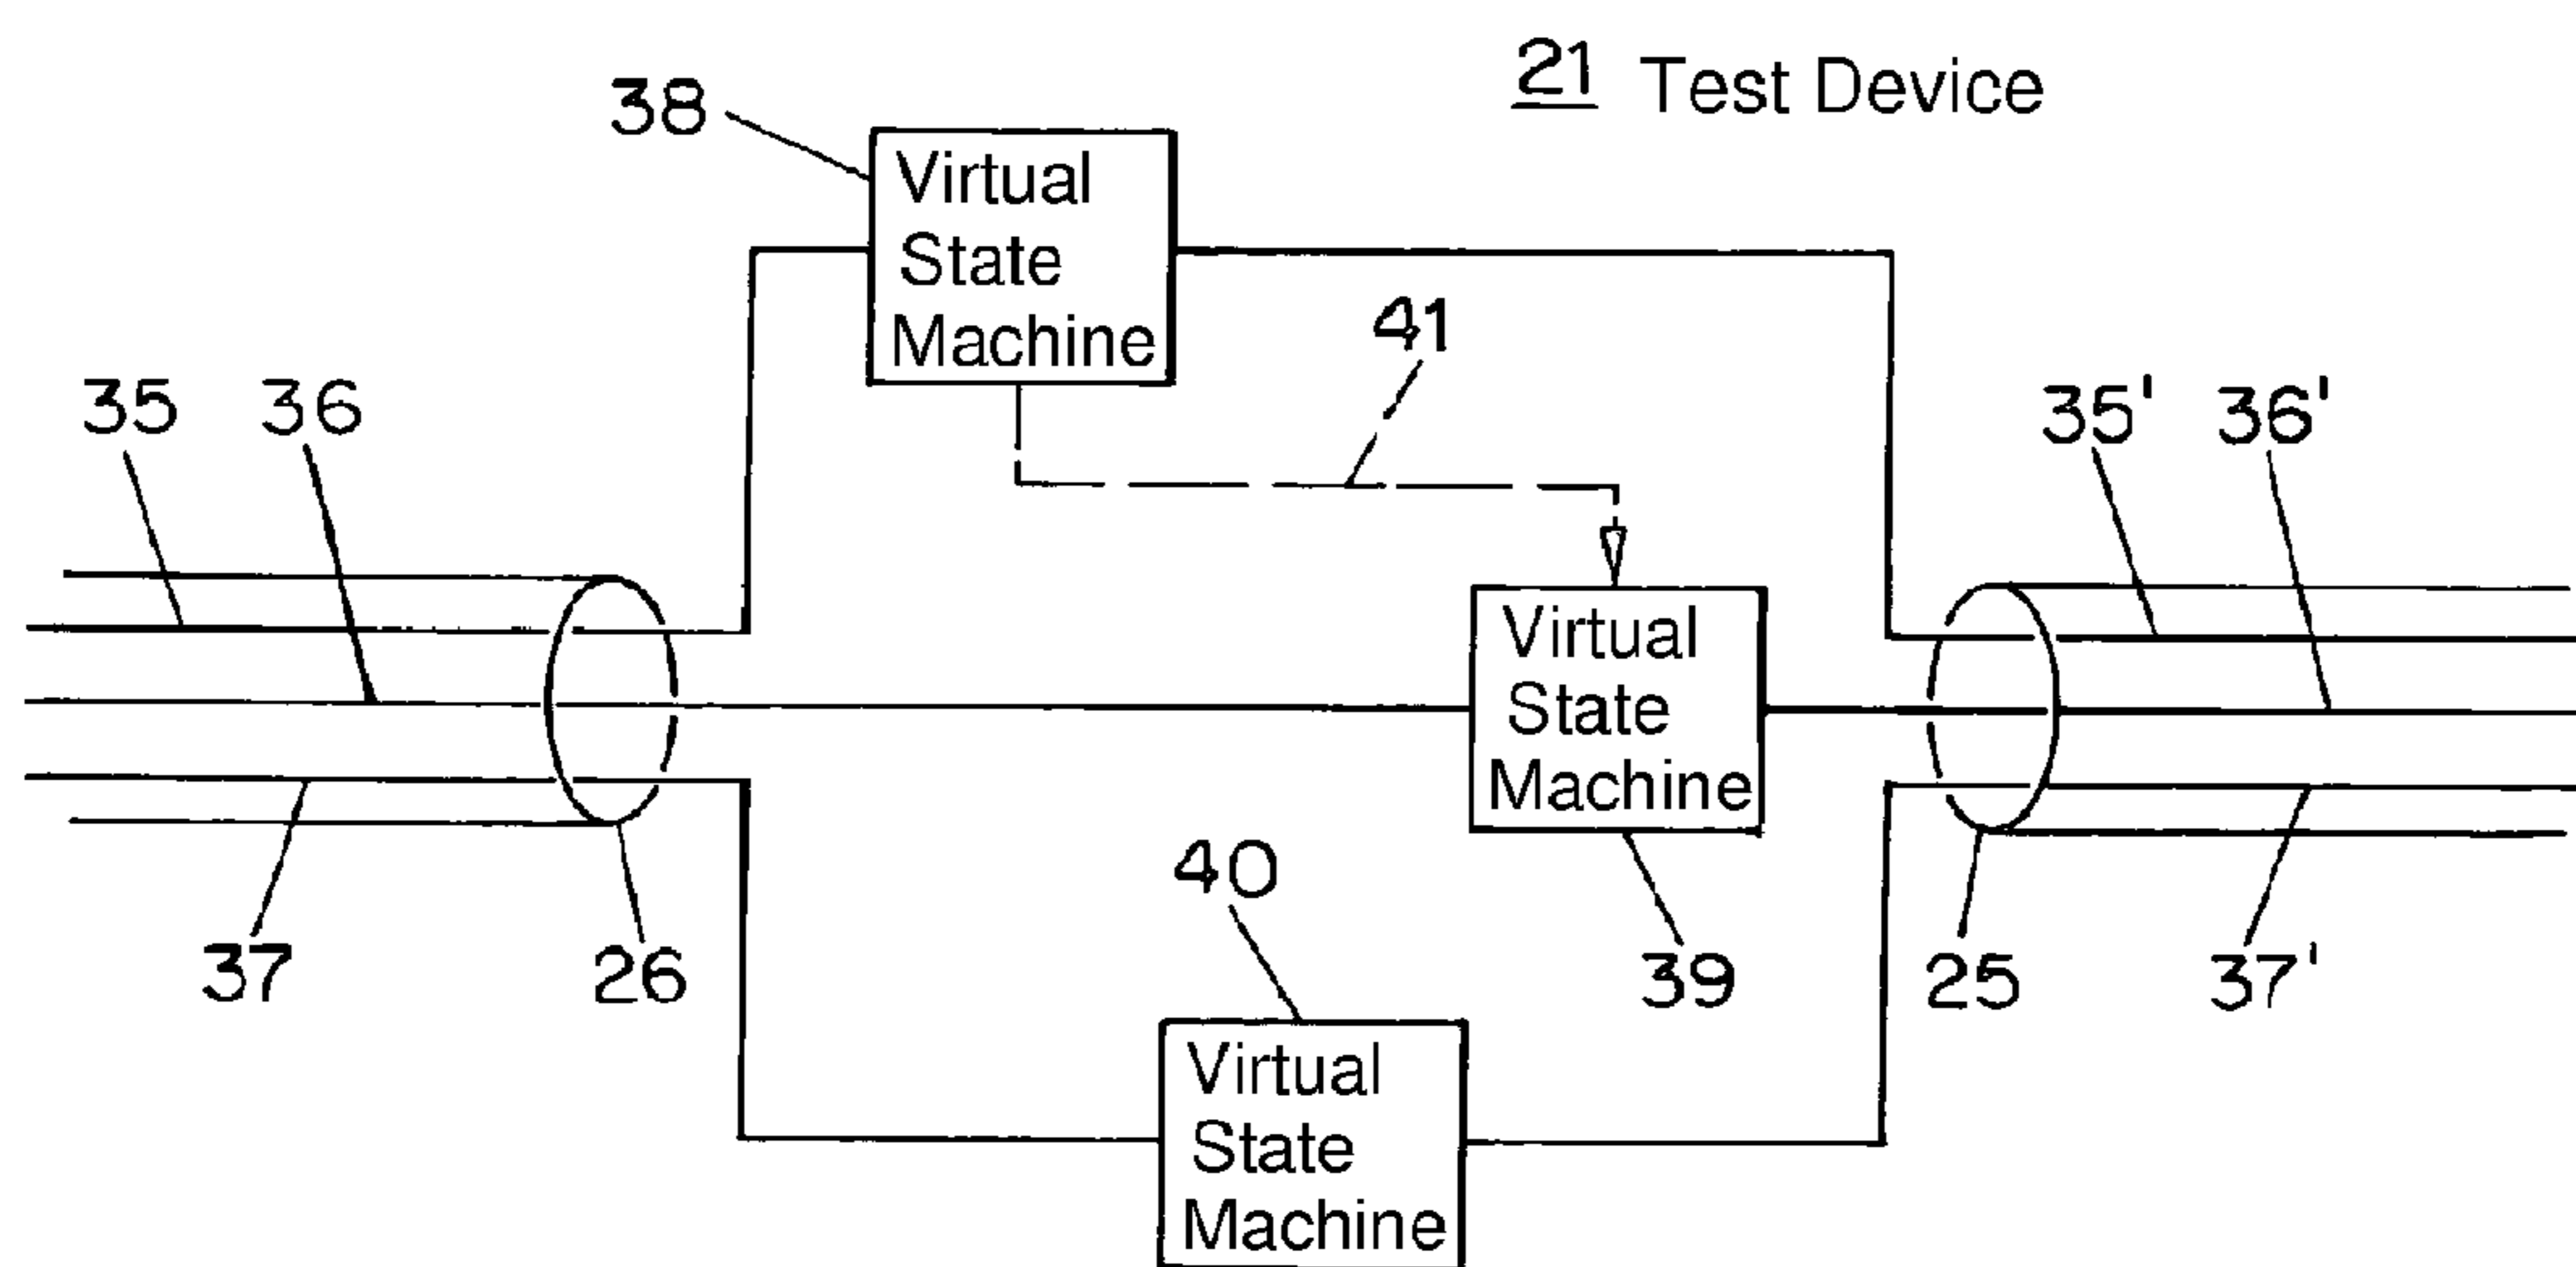 21 Test Device
38
Virtual
State
Machine
41
35
36
35'
36'
Virtual
State
Machine
37
26
40
39
25
37'
Virtual
State
Machine